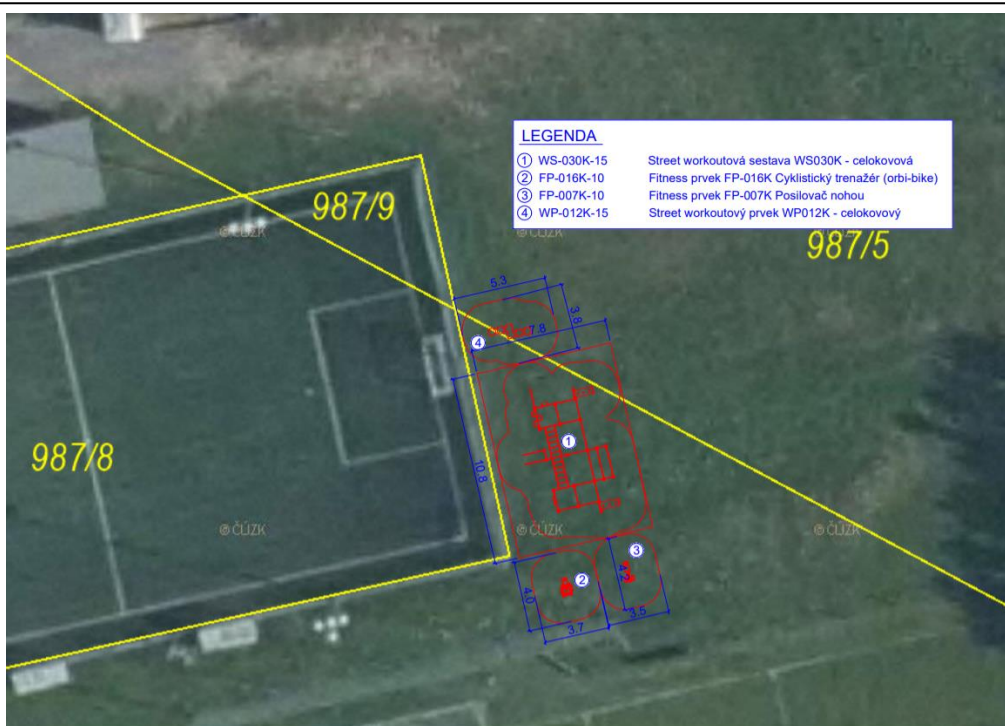 LEGENDA
1 WS-030K-15 Street workoutová sestava WS030K - celokovová
2 FP-016K-10 Fitness prvek FP-016K Cyklistický trenažér (orbi-bike)
3 FP-007K-10 Fitness prvek FP-007K Posilovač nohou
4 WP-012K-15 Street workoutový prvek WP012K - celokovový
987/9
© ČÚZK
© ČÚZK
© ČÚZK
987/5
5.3
3.8
7.8
4
1
987/8
10.8
© ČÚZK
© ČÚZK
© ČÚZK
3
4.2
2
4.0
3.5
3.7